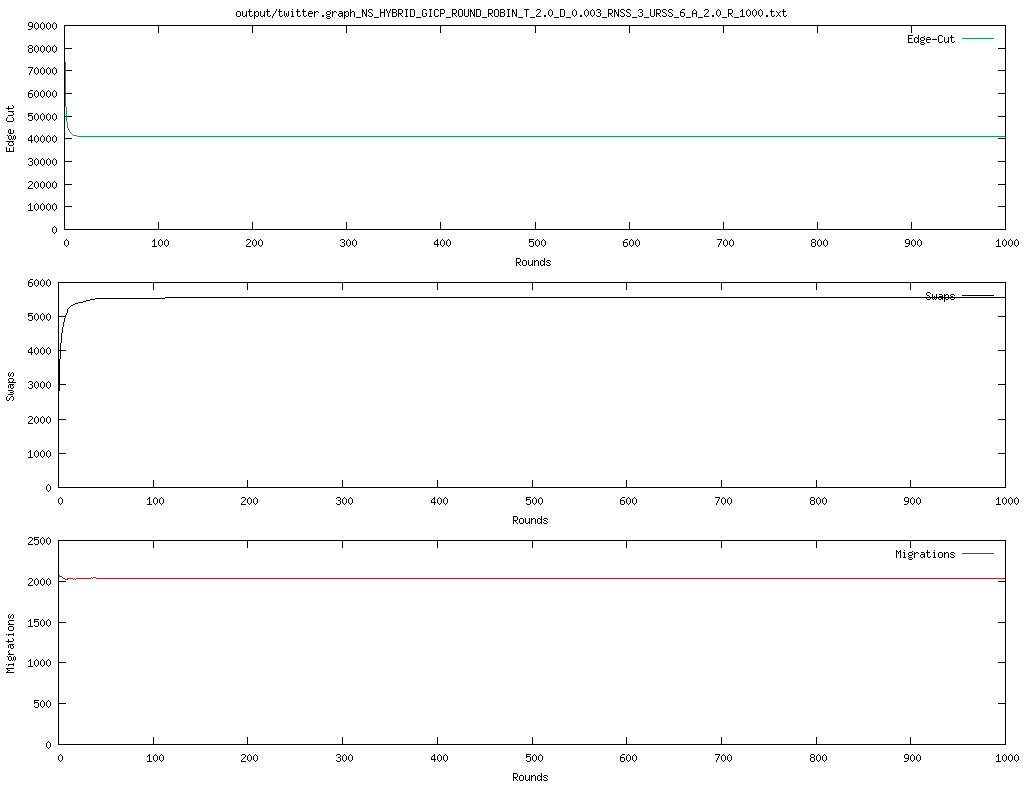 output/twitter.graph_NS_HYBRID_GICP_ROUND_ROBIN_T_2.0_D_0.003_RNSS_3_URSS_6_A_2.0_R_1000.txt
90000
80000
70000
60000
50000
40000
30000
20000
10000
0
Edge Cut
Edge-Cut
0 100 200 300 400 500 600 700 800 900 1000
Rounds
6000
5000
4000
3000
2000
1000
0
Swaps
Swaps
0 100 200 300 400 500 600 700 800 900 1000
Rounds
2500
2000
1500
1000
500
0
Migrations
Migrations
0 100 200 300 400 500 600 700 800 900 1000
Rounds